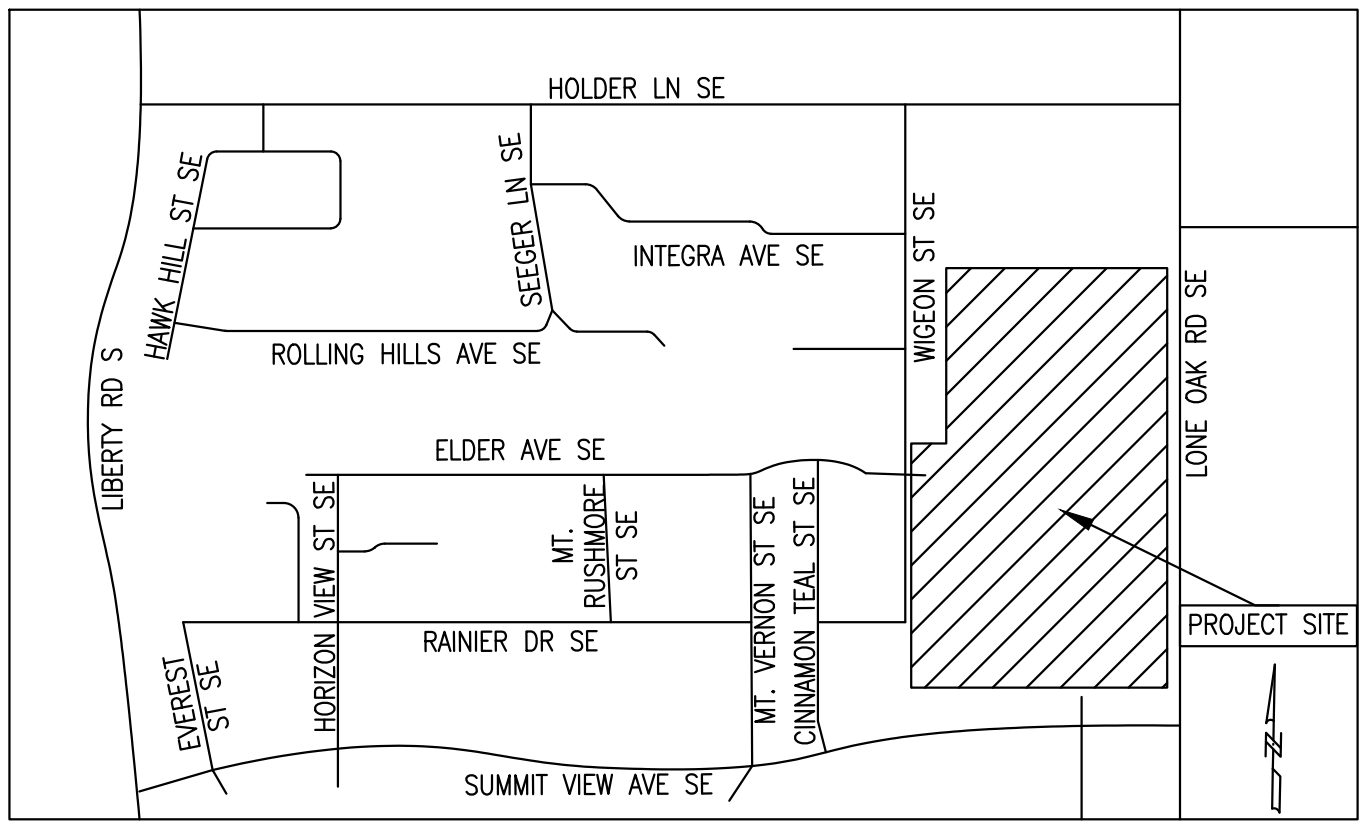 HOLDER LN SE
HAWK HILL ST SE
SEEGER LN SE
INTEGRA AVE SE
WIGEON ST SE
LIBERTY RD S
ROLLING HILLS AVE SE
LONE OAK RD SE
ELDER AVE SE
HORIZON VIEW ST SE
MT.
RUSHMORE
ST SE
MT. VERNON ST SE
CINNAMON TEAL ST SE
PROJECT SITE
RAINIER DR SE
EVEREST
ST SE
SUMMIT VIEW AVE SE
N